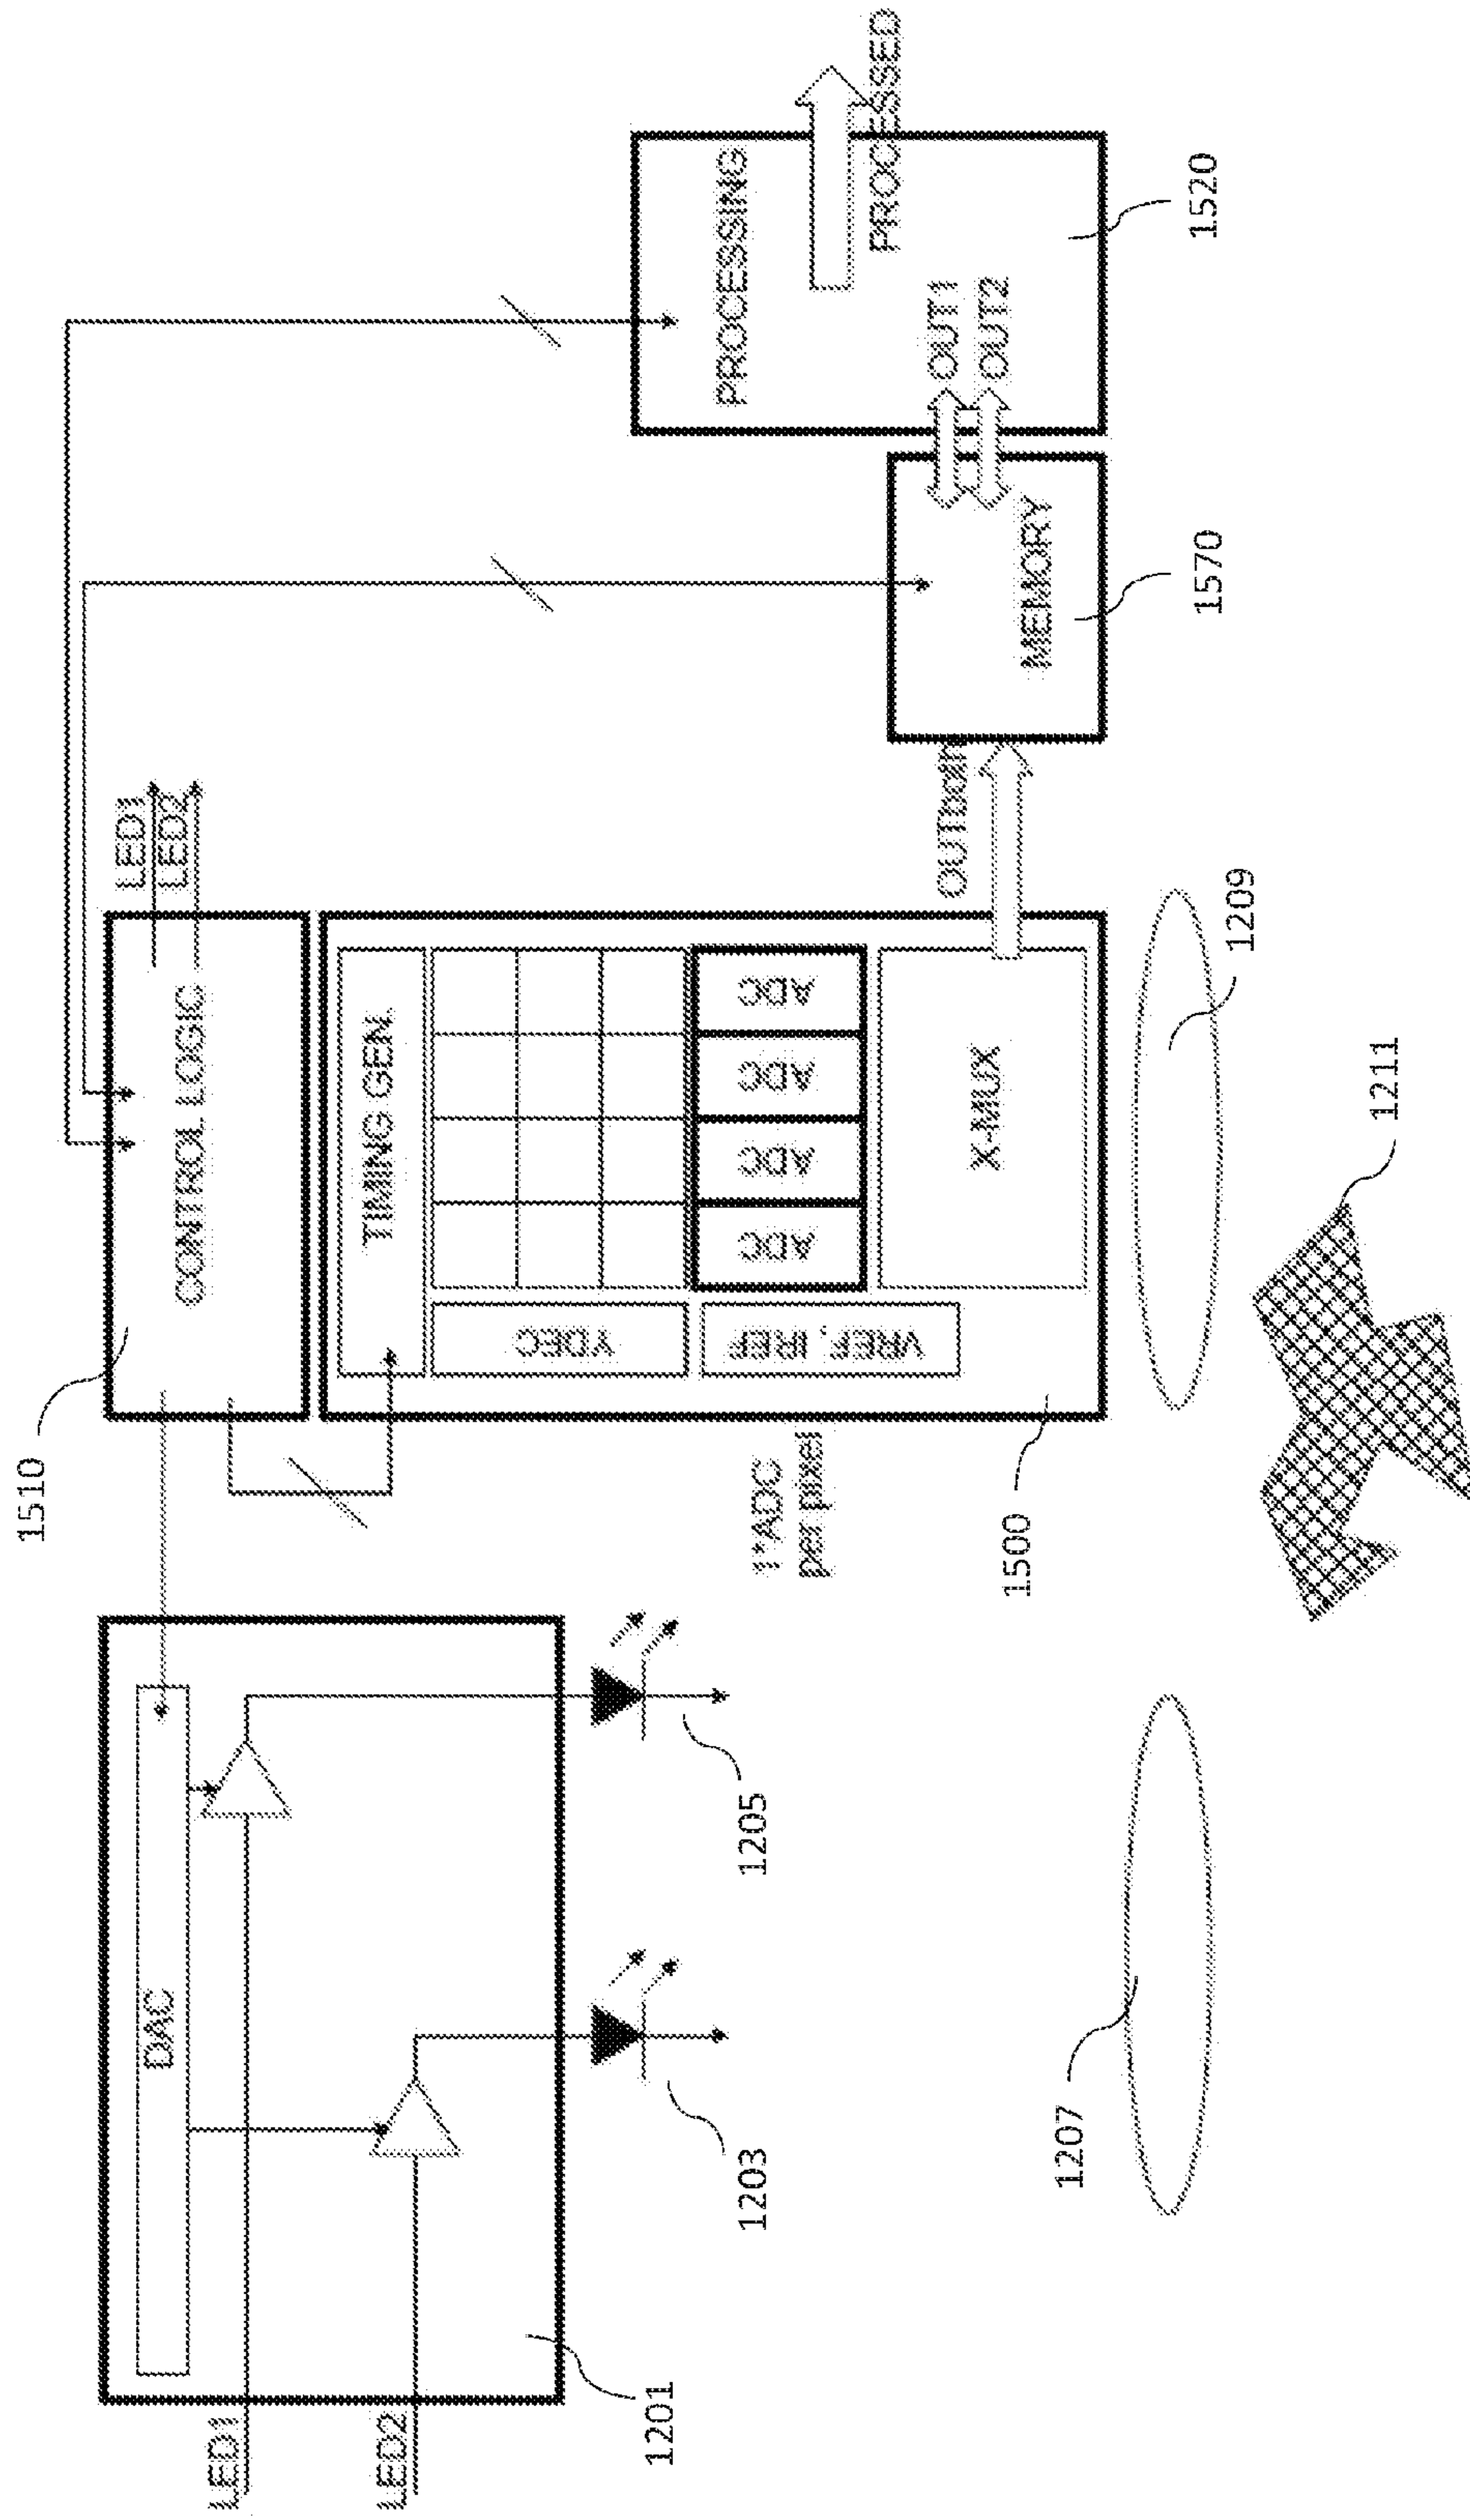 1510
CONTROL LOGIC
LED1
LED2
DAC
LED1
LED2
1201
1203
1205
TIMING GEN.
YDEC
VREF, IREF
ADC
ADC
ADC
ADC
X-MUX
1*ADC
per pixel
1500
OUTboth
MEMORY
1570
PROCESSING
OUT1
OUT2
PROCESSED
1520
1207
1209
1211